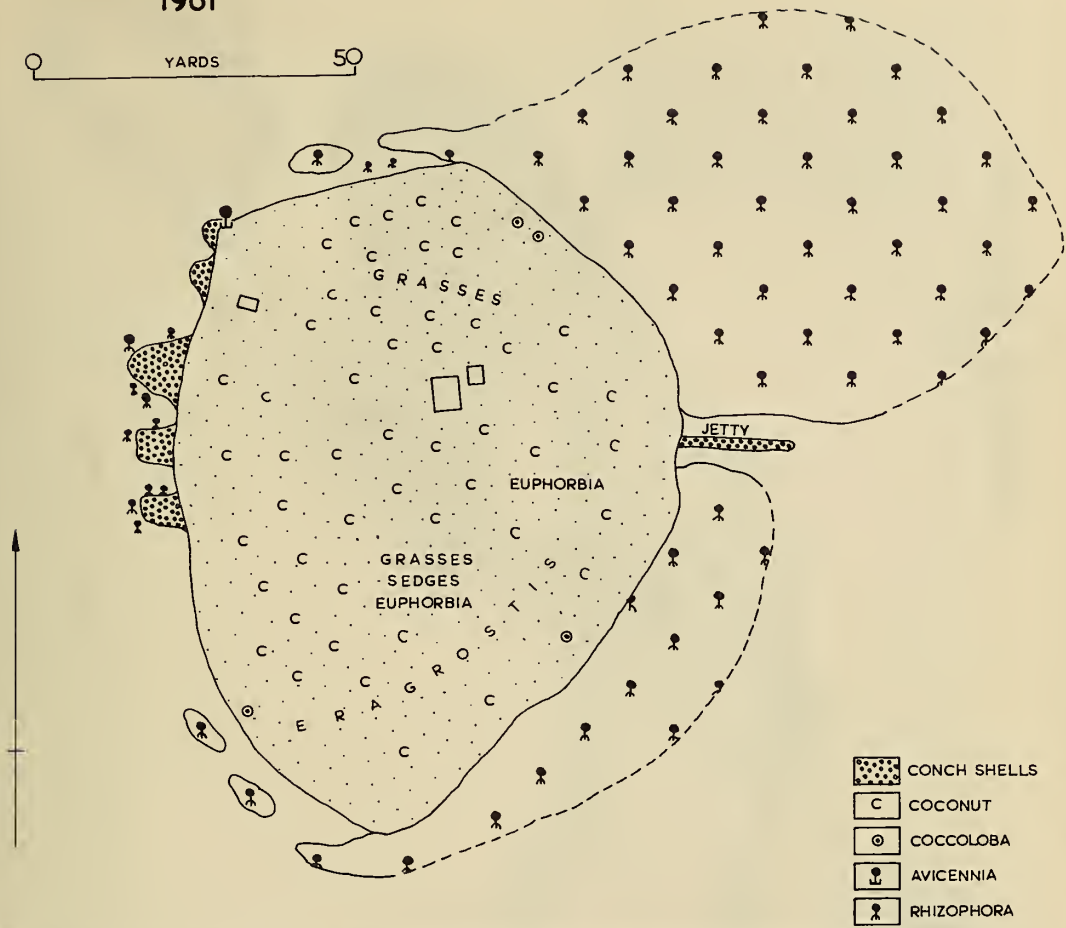 1961
YARDS 50
GRASSES
JETTY
EUPHORBIA
GRASSES
SEDGES
EUPHORBIA
ERAGROSTIS
CONCH SHELLS
C COCONUT
COCCOLOBA
AVICENNIA
RHIZOPHORA